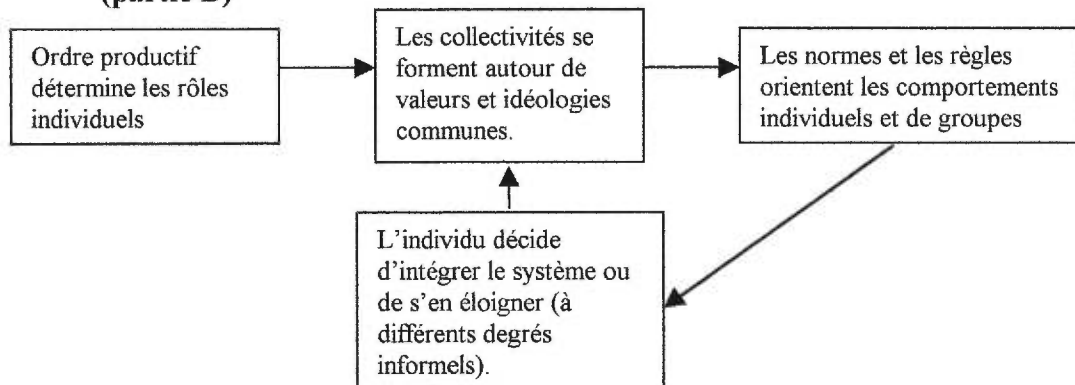 (partie B)
Ordre productif
détermine les rôles
individuels
Les collectivités se
forment autour de
valeurs et idéologies
communes.
Les normes et les règles
orientent les comportements
individuels et de groupes
L'individu décide
d'intégrer le système ou
de s'en éloigner (à
différents degrés
informels).